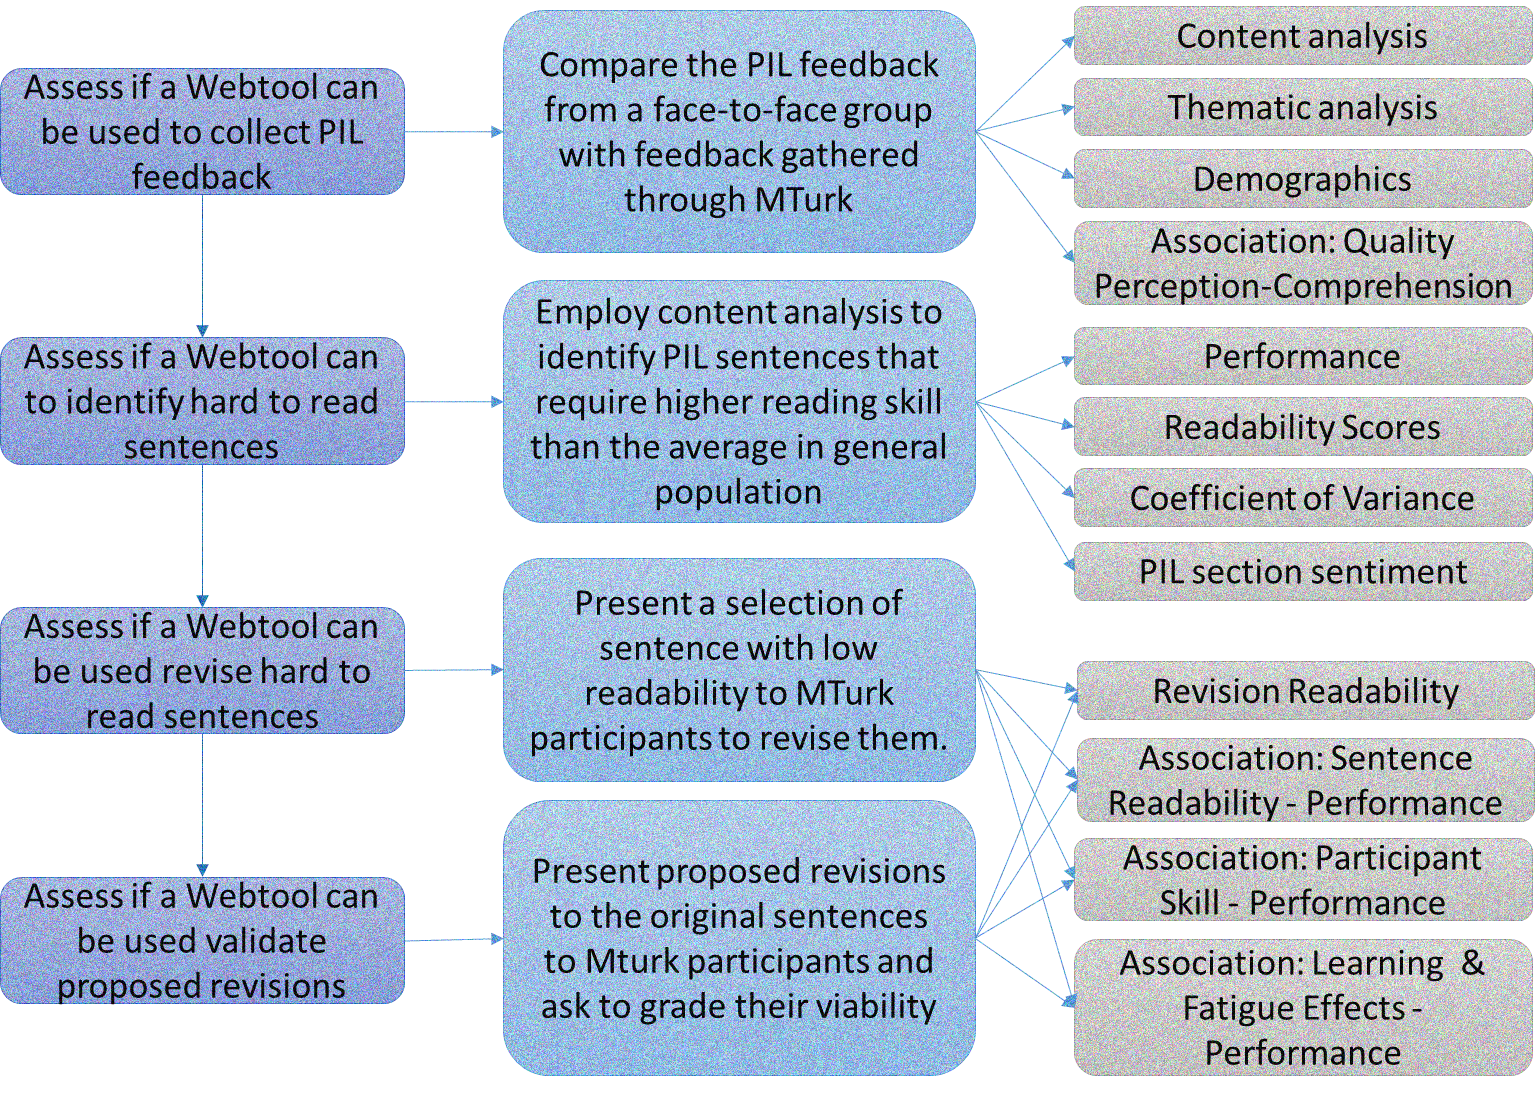 Assess if a Webtool can
be used to collect PIL
feedback
Compare the PIL feedback
from a face-to-face group
with feedback gathered
through MTurk
Content analysis
Thematic analysis
Demographics
Association: Quality
Perception-Comprehension
Assess if a Webtool can
to identify hard to read
sentences
Employ content analysis to
identify PIL sentences that
require higher reading skill
than the average in general
population
Performance
Readability Scores
Coefficient of Variance
PIL section sentiment
Assess if a Webtool can
be used revise hard to
read sentences
Present a selection of
sentence with low
readability to MTurk
participants to revise them.
Revision Readability
Association: Sentence
Readability - Performance
Association: Participant
Skill - Performance
Association: Learning & 
Fatigue Effects -
Performance
Assess if a Webtool can
be used validate
proposed revisions
Present proposed revisions
to the original sentences
to Mturk participants and
ask to grade their viability